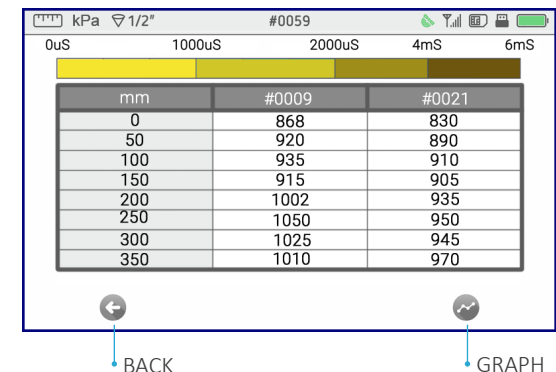 kPa 1/2" #0059
0uS 1000uS 2000uS 4mS 6mS
mm #0009 #0021
0 868 830
50 920 890
100 935 910
150 915 905
200 1002 935
250 1050 950
300 1025 945
350 1010 970
BACK GRAPH